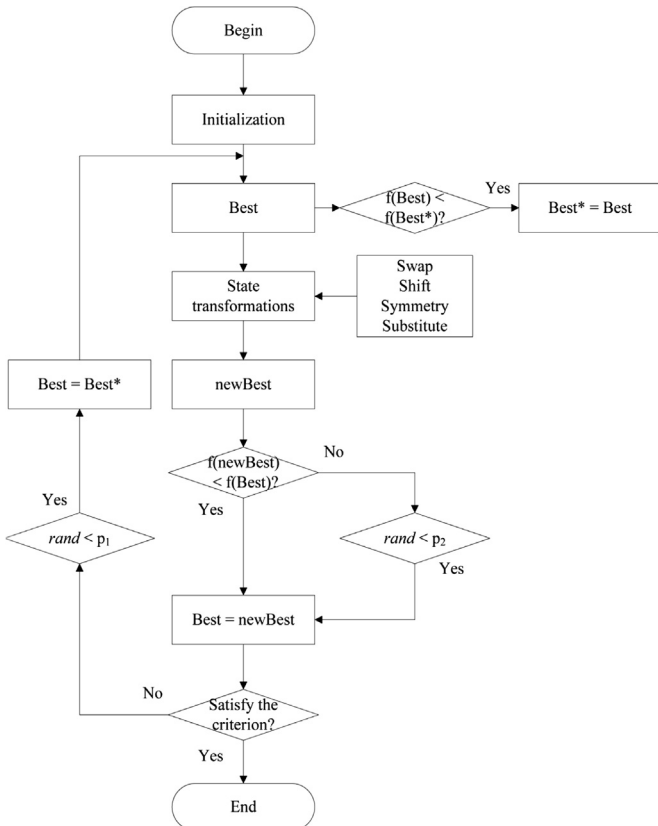 Begin
Initialization
Best
f(Best) <
f(Best*)?
Yes
Best* = Best
State
transformations
Swap
Shift
Symmetry
Substitute
Best = Best*
newBest
f(newBest)
< f(Best)?
No
Yes
Yes
rand < p₁
rand < p₂
Yes
Best = newBest
No
Satisfy the
criterion?
Yes
End